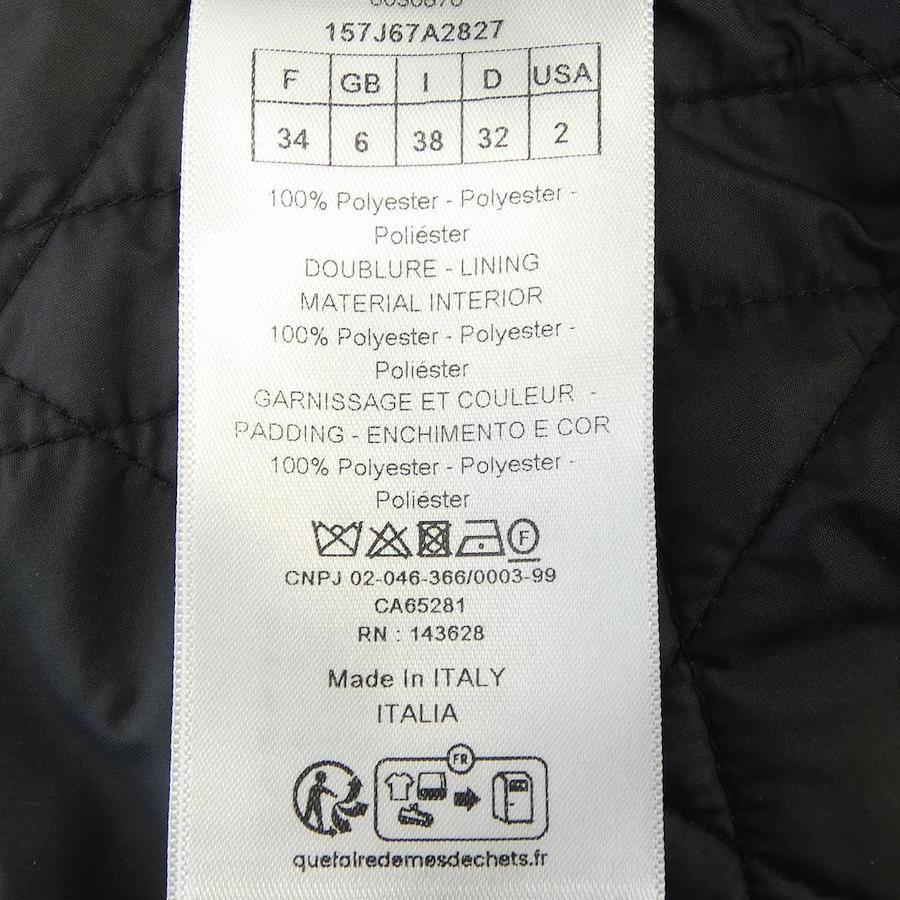 157J67A2827
F GB I D USA
34 6 38 32 2
100% Polyester - Polyester -
Poliéster
DOUBLURE - LINING
MATERIAL INTERIOR
100% Polyester - Polyester -
Poliéster
GARNISSAGE ET COULEUR -
PADDING - ENCHIMENTO E COR
100% Polyester - Polyester -
Poliéster
F
CNPJ 02-046-366/0003-99
CA65281
RN : 143628
Made In ITALY
ITALIA
FR
quefairedemesdechets.fr